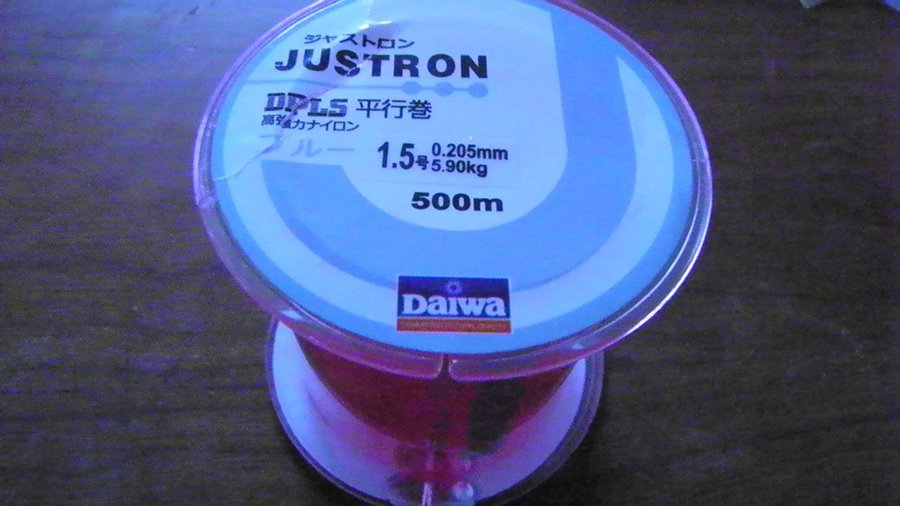 ジャストロン
JUSTRON
DPLS 平行巻
高強力ナイロン
ブルー
1.5号 0.205mm
5.90kg
500m
Daiwa